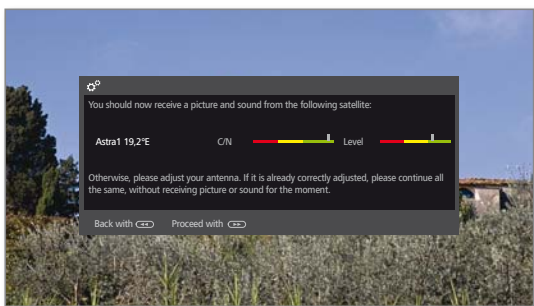 You should now receive a picture and sound from the following satellite:
Astra1 19,2°E C/N Level
Otherwise, please adjust your antenna. If it is already correctly adjusted, please continue all
the same, without receiving picture or sound for the moment.
Back with Proceed with